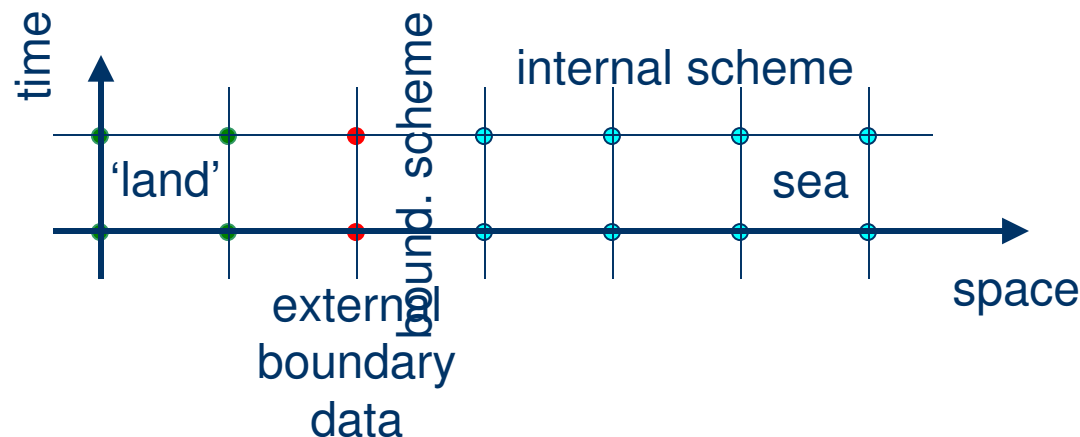 time
bound. scheme
internal scheme
‘land’
sea
space
external
boundary
data